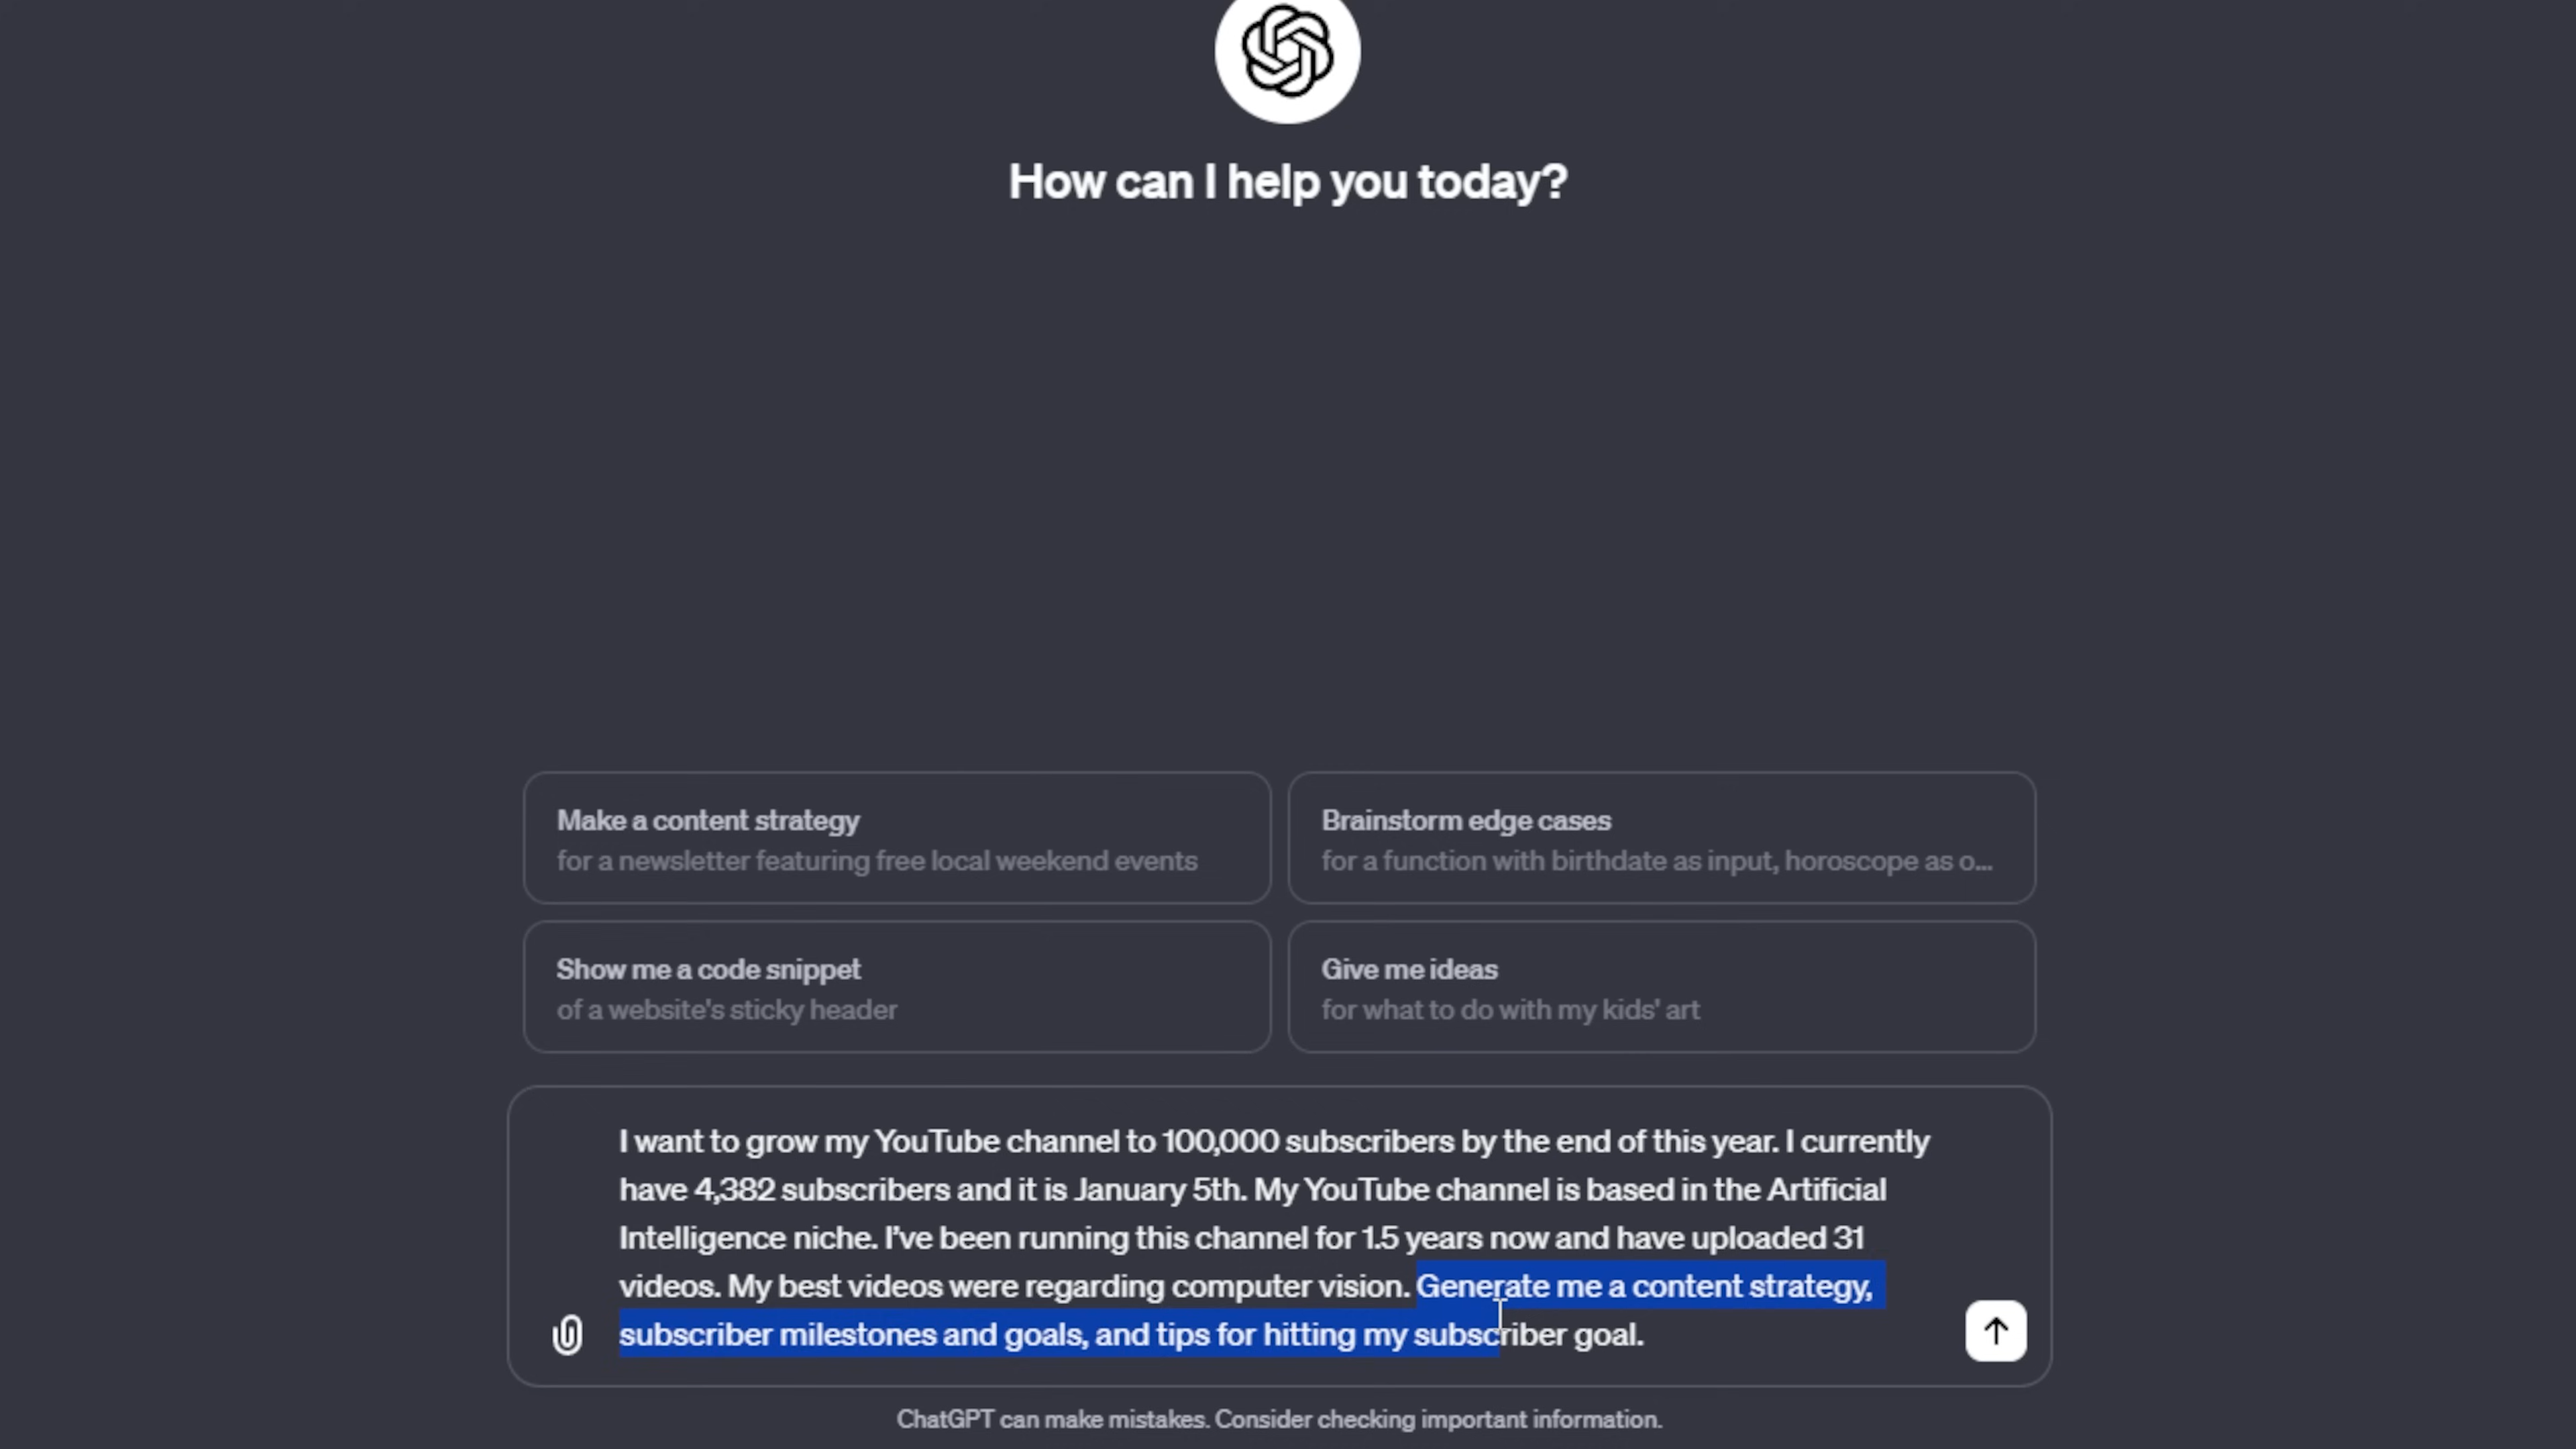 How can I help you today?
Make a content strategy
for a newsletter featuring free local weekend events
Brainstorm edge cases
for a function with birthdate as input, horoscope as o...
Show me a code snippet
of a website's sticky header
Give me ideas
for what to do with my kids' art
I want to grow my YouTube channel to 100,000 subscribers by the end of this year. I currently
have 4,382 subscribers and it is January 5th. My YouTube channel is based in the Artificial
Intelligence niche. I've been running this channel for 1.5 years now and have uploaded 31
videos. My best videos were regarding computer vision. Generate me a content strategy,
subscriber milestones and goals, and tips for hitting my subscriber goal.
ChatGPT can make mistakes. Consider checking important information.